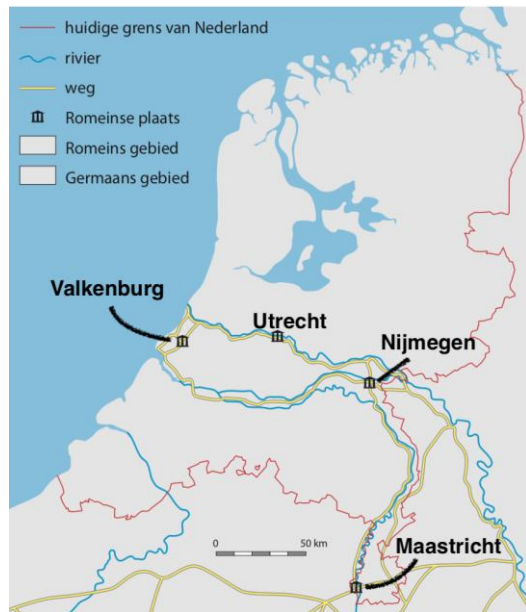 huidige grens van Nederland
rivier
weg
Romeinse plaats
Romeins gebied
Germaans gebied
Valkenburg
Utrecht
Nijmegen
0 50 km
Maastricht